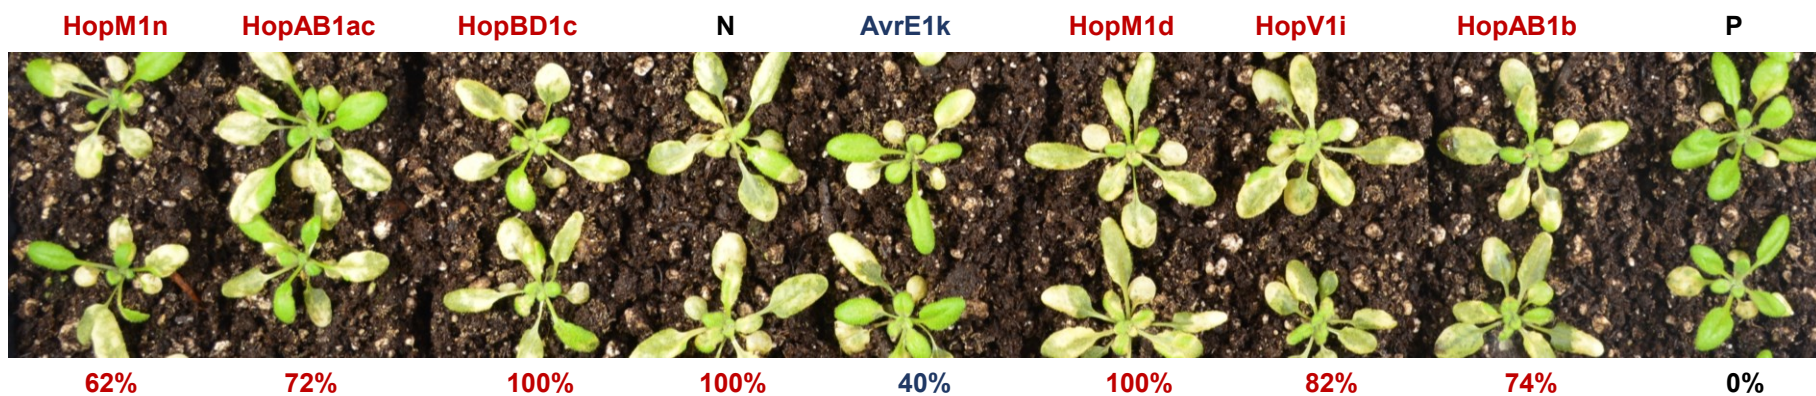 HopM1n HopAB1ac HopBD1c N AvrE1k HopM1d HopV1i HopAB1b P
62% 72% 100% 100% 40% 100% 82% 74% 0%